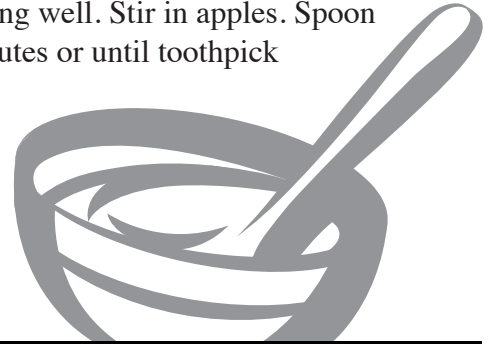 ng well. Stir in apples. Spoon
utes or until toothpick